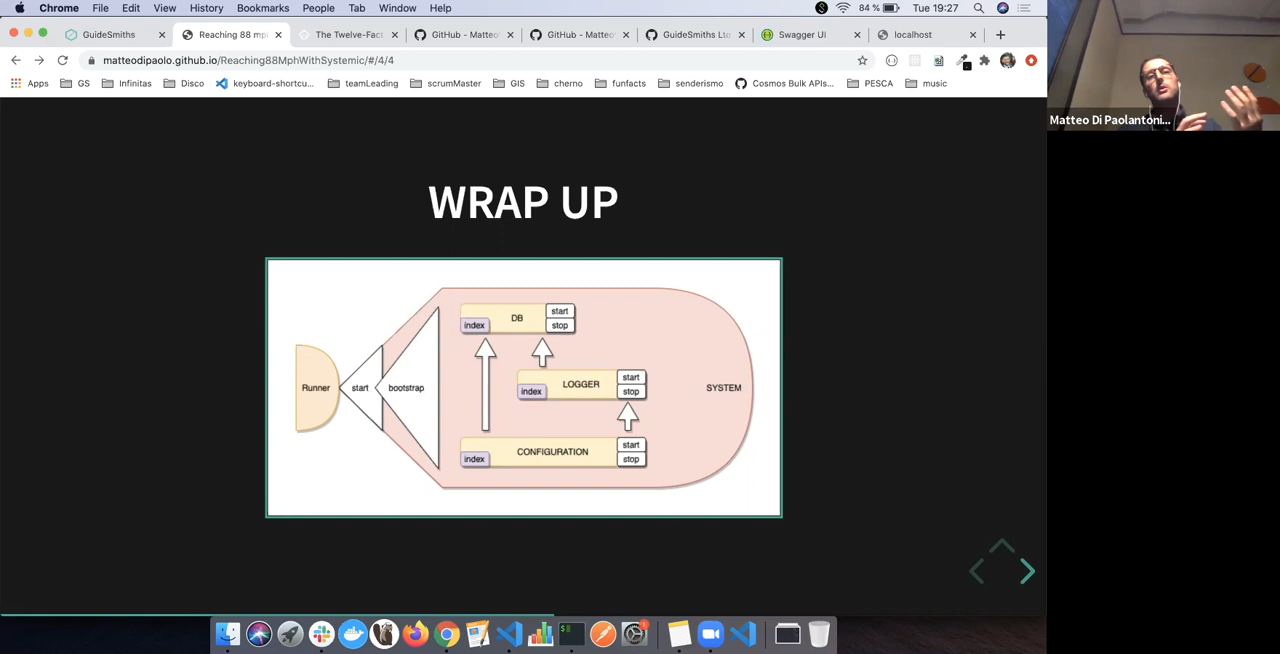 Chrome File Edit View History Bookmarks People Tab Window Help 84 % Tue 19:27
GuideSmiths Reaching 88 mp The Twelve-Fac GitHub - Matteo GitHub - Matteo GuideSmiths Ltd Swagger UI localhost
matteodipaolo.github.io/Reaching88MphWithSystemic/#/4/4
Apps GS Infinitas Disco keyboard-shortcu... teamLeading scrumMaster GIS cherno funfacts senderismo Cosmos Bulk APIs... PESCA music
Matteo Di Paolantoni...
WRAP UP
DB
index
start
stop
Runner
start
bootstrap
LOGGER
index
start
stop
SYSTEM
CONFIGURATION
index
start
stop